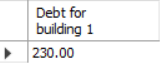 Debt for
building 1
230.00